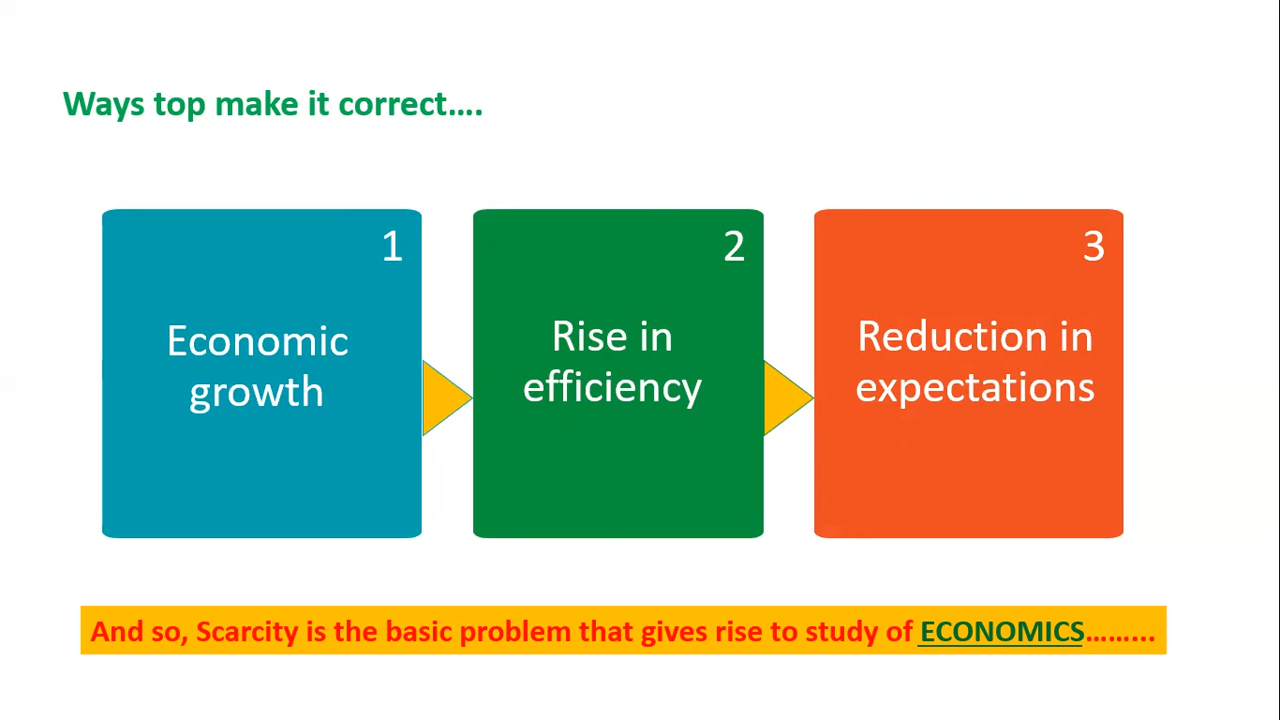 Ways top make it correct….
1
Economic
growth
2
Rise in
efficiency
3
Reduction in
expectations
And so, Scarcity is the basic problem that gives rise to study of ECONOMICS……...